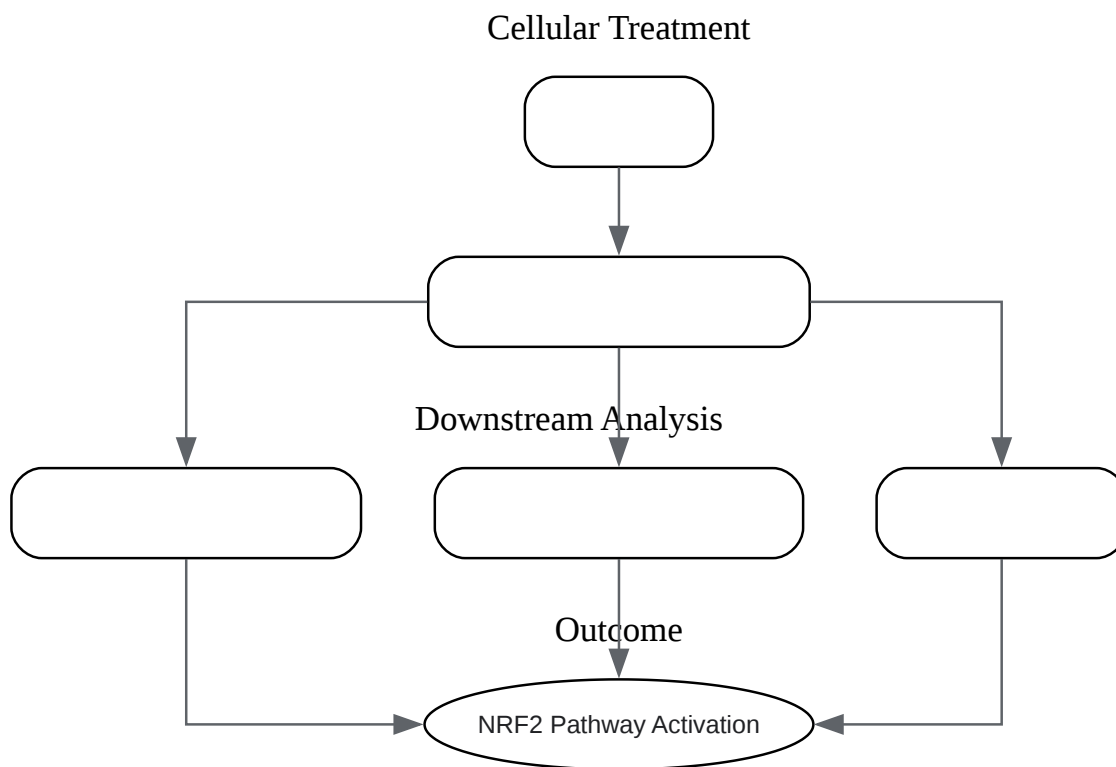 Cellular Treatment
Downstream Analysis
Outcome
NRF2 Pathway Activation